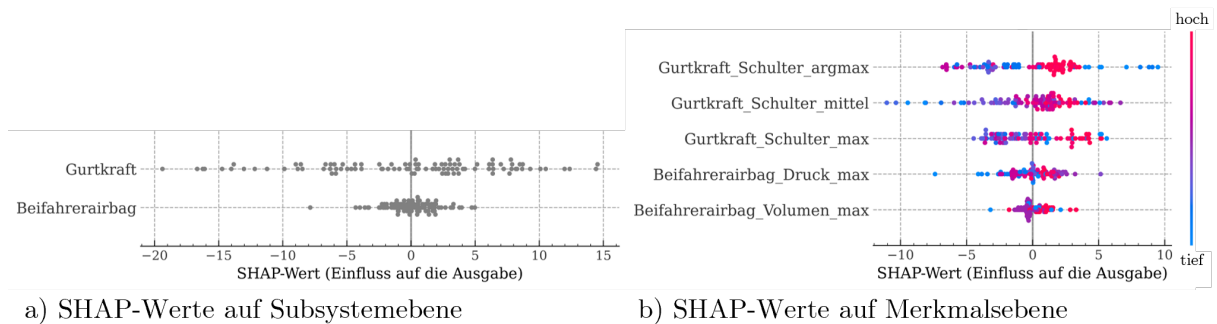 Gurtkraft
Beifahrerairbag
−20 −15 −10 −5 0 5 10 15
SHAP-Wert (Einfluss auf die Ausgabe)
a) SHAP-Werte auf Subsystemebene
hoch
Gurtkraft_Schulter_argmax
Gurtkraft_Schulter_mittel
Gurtkraft_Schulter_max
Beifahrerairbag_Druck_max
Beifahrerairbag_Volumen_max
tief
−10 −5 0 5 10
SHAP-Wert (Einfluss auf die Ausgabe)
b) SHAP-Werte auf Merkmalsebene